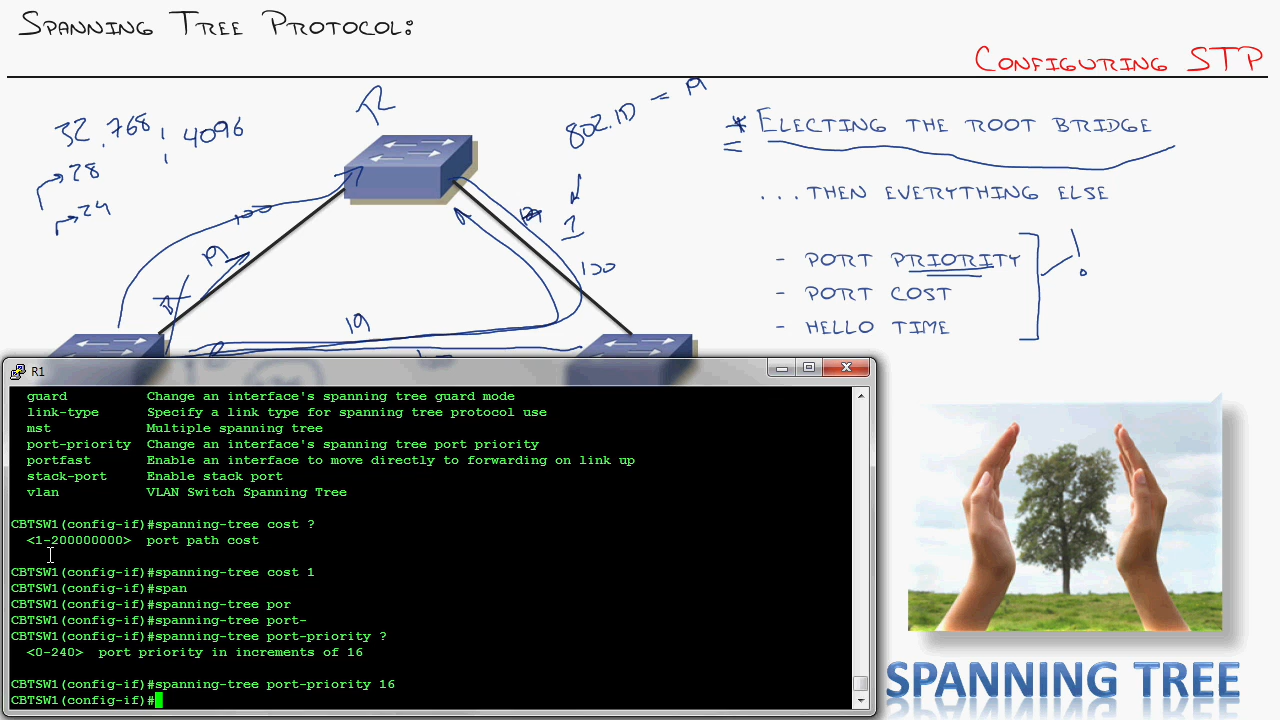 SPANNING TREE PROTOCOL:
CONFIGURING STP
32,768 ; 4096
28
24
802.1D = 19
* ELECTING THE ROOT BRIDGE
...THEN EVERYTHING ELSE
- PORT PRIORITY
- PORT COST
- HELLO TIME
!
100
19
100
19
R1
guard Change an interface's spanning tree guard mode
link-type Specify a link type for spanning tree protocol use
mst Multiple spanning tree
port-priority Change an interface's spanning tree port priority
portfast Enable an interface to move directly to forwarding on link up
stack-port Enable stack port
vlan VLAN Switch Spanning Tree
CBTSW1(config-if)#spanning-tree cost ?
<1-200000000> port path cost
CBTSW1(config-if)#spanning-tree cost 1
CBTSW1(config-if)#span
CBTSW1(config-if)#spanning-tree por
CBTSW1(config-if)#spanning-tree port-
CBTSW1(config-if)#spanning-tree port-priority ?
<0-240> port priority in increments of 16
CBTSW1(config-if)#spanning-tree port-priority 16
CBTSW1(config-if)#
SPANNING TREE